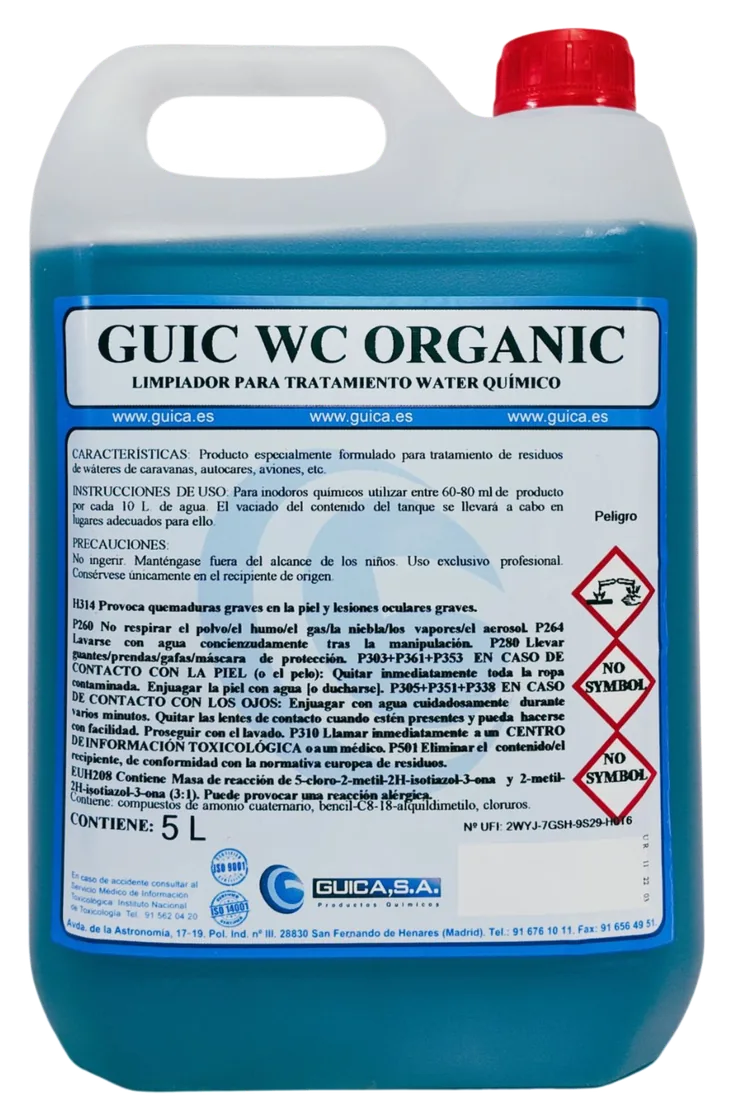 GUIC WC ORGANIC
LIMPIADOR PARA TRATAMIENTO WATER QUÍMICO
www.guica.es www.guica.es www.guica.es
CARACTERÍSTICAS: Producto especialmente formulado para tratamiento de residuos
de wáteres de caravanas, autocares, aviones, etc.
INSTRUCCIONES DE USO: Para inodoros químicos utilizar entre 60-80 ml de producto
por cada 10 L. de agua. El vaciado del contenido del tanque se llevará a cabo en
lugares adecuados para ello.
PRECAUCIONES:
No ingerir. Manténgase fuera del alcance de los niños. Uso exclusivo profesional.
Consérvese únicamente en el recipiente de origen.
H314 Provoca quemaduras graves en la piel y lesiones oculares graves.
P260 No respirar el polvo/el humo/el gas/la niebla/los vapores/el aerosol. P264
Lavarse con agua concienzudamente tras la manipulación. P280 Llevar
guantes/prendas/gafas/máscara de protección. P303+P361+P353 EN CASO DE
CONTACTO CON LA PIEL (o el pelo): Quitar inmediatamente toda la ropa
contaminada. Enjuagar la piel con agua [o ducharse]. P305+P351+P338 EN CASO
DE CONTACTO CON LOS OJOS: Enjuagar con agua cuidadosamente durante
varios minutos. Quitar las lentes de contacto cuando estén presentes y pueda hacerse
con facilidad. Proseguir con el lavado. P310 Llamar inmediatamente a un CENTRO
DE INFORMACIÓN TOXICOLÓGICA o a un médico. P501 Eliminar el contenido/el
recipiente, de conformidad con la normativa europea de residuos.
EUH208 Contiene Masa de reacción de 5-cloro-2-metil-2H-isotiazol-3-ona y 2-metil-
2H-isotiazol-3-ona (3:1). Puede provocar una reacción alérgica.
Contiene: compuestos de amonio cuaternario, bencil-C8-18-alquildimetilo, cloruros.
Peligro
NO
SYMBOL
NO
SYMBOL
CONTIENE: 5 L
Nº UFI: 2WYJ-7GSH-9S29-H0T6
UR 11 22 03
En caso de accidente consultar al
Servicio Médico de Información
Toxicológica Instituto Nacional
de Toxicología Tel. 91 562 04 20
ISO 9001
ISO 14001
GUICA,S.A.
Productos Químicos
Avda. de la Astronomía, 17-19. Pol. Ind. nº III. 28830 San Fernando de Henares (Madrid). Tel.: 91 676 10 11. Fax: 91 656 49 51.